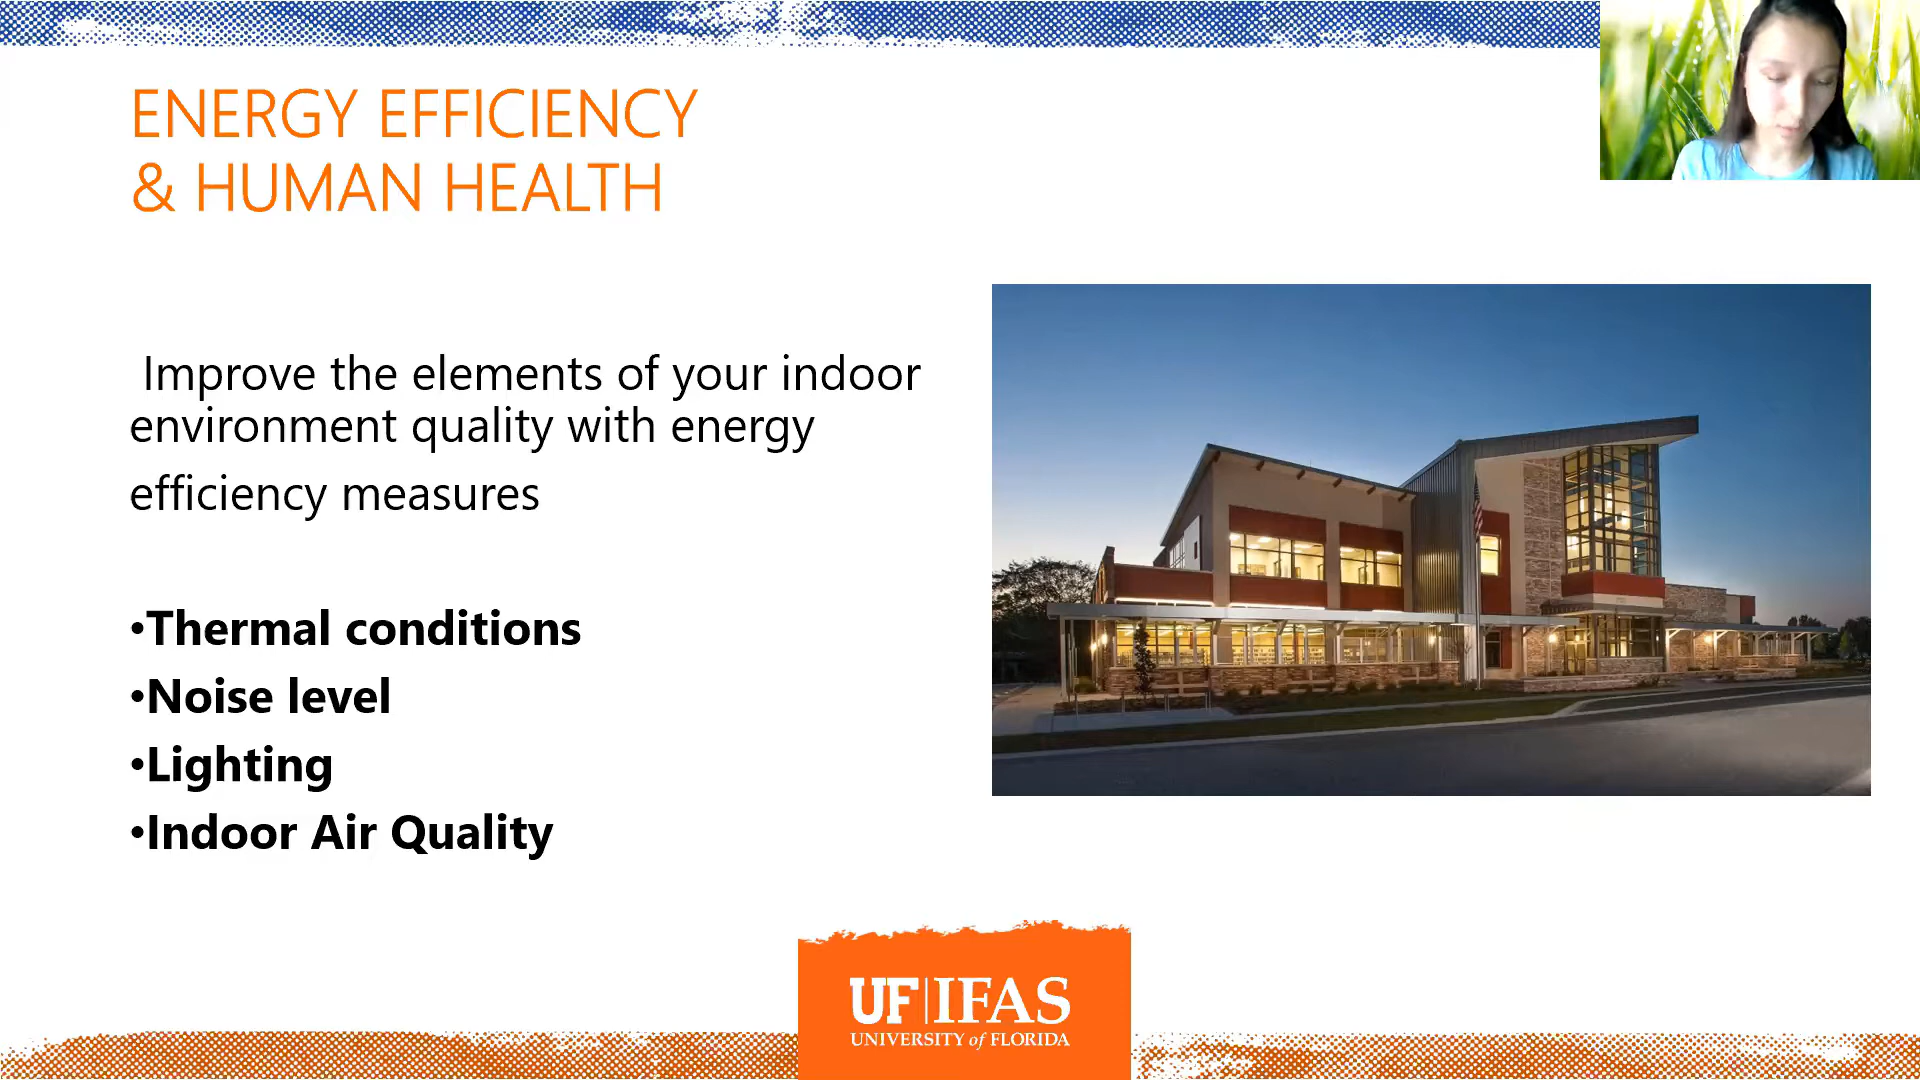 ENERGY EFFICIENCY
& HUMAN HEALTH
Improve the elements of your indoor
environment quality with energy
efficiency measures
•Thermal conditions
•Noise level
•Lighting
•Indoor Air Quality
UF|IFAS
UNIVERSITY of FLORIDA